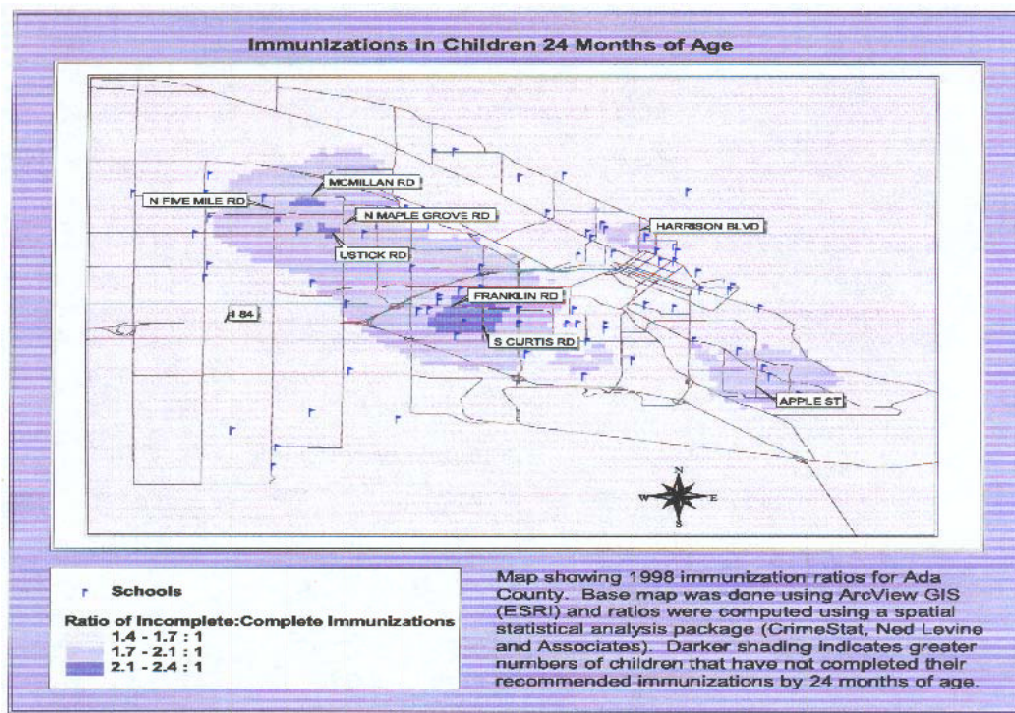 Immunizations in Children 24 Months of Age
MCMILLAN RD
N FIVE MILE RD
N MAPLE GROVE RD
HARRISON BLVD
USTICK RD
FRANKLIN RD
I 84
S CURTIS RD
APPLE ST
N
W E
S
Schools
Ratio of Incomplete:Complete Immunizations
1.4 - 1.7 : 1
1.7 - 2.1 : 1
2.1 - 2.4 : 1
Map showing 1998 immunization ratios for Ada
County. Base map was done using ArcView GIS
(ESRI) and ratios were computed using a spatial
statistical analysis package (CrimeStat, Ned Levine
and Associates). Darker shading indicates greater
numbers of children that have not completed their
recommended immunizations by 24 months of age.